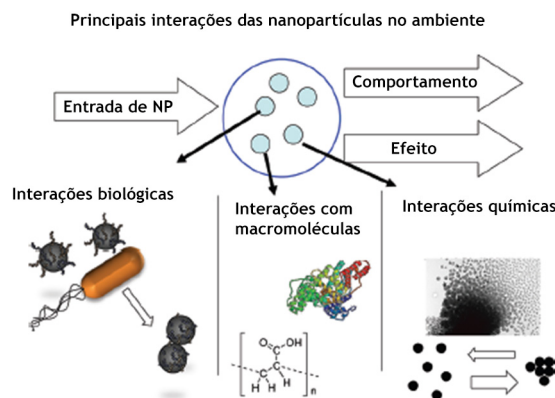 Principais interações das nanopartículas no ambiente
Entrada de NP
Comportamento
Efeito
Interações biológicas
Interações com
macromoléculas
Interações químicas
O
OH
C
C
C
H
H
H
n